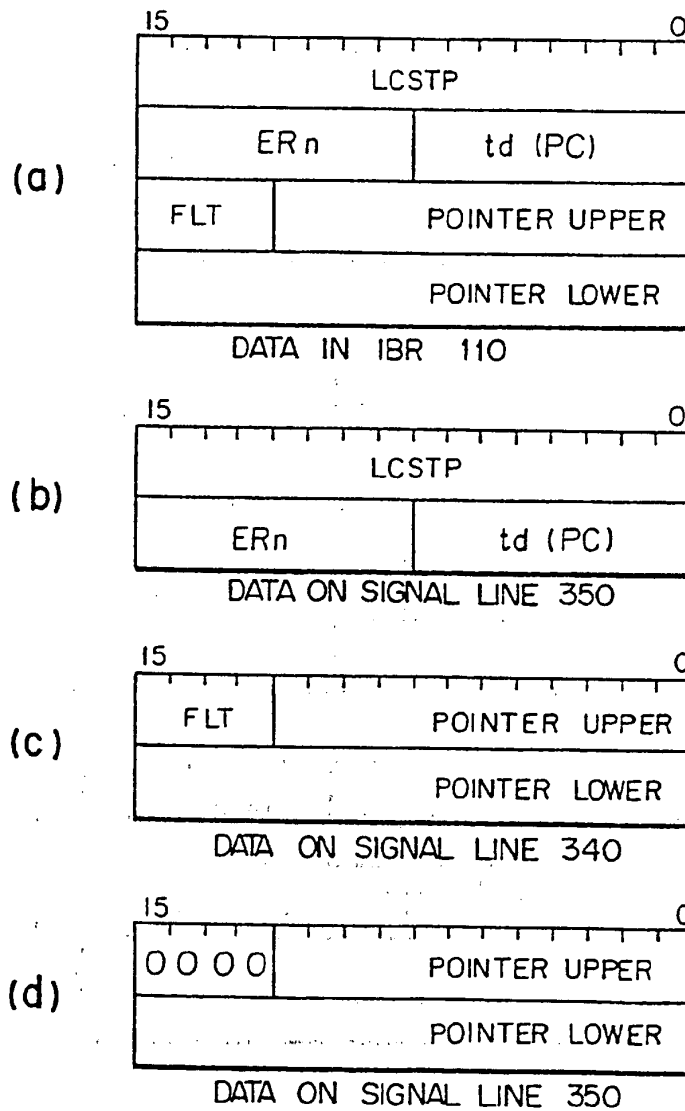 15 0
LCSTP
(a)
ERn td (PC)
FLT POINTER UPPER
POINTER LOWER
DATA IN IBR 110
15 0
(b)
LCSTP
ERn td (PC)
DATA ON SIGNAL LINE 350
15 0
(c)
FLT POINTER UPPER
POINTER LOWER
DATA ON SIGNAL LINE 340
15 0
(d)
0000 POINTER UPPER
POINTER LOWER
DATA ON SIGNAL LINE 350